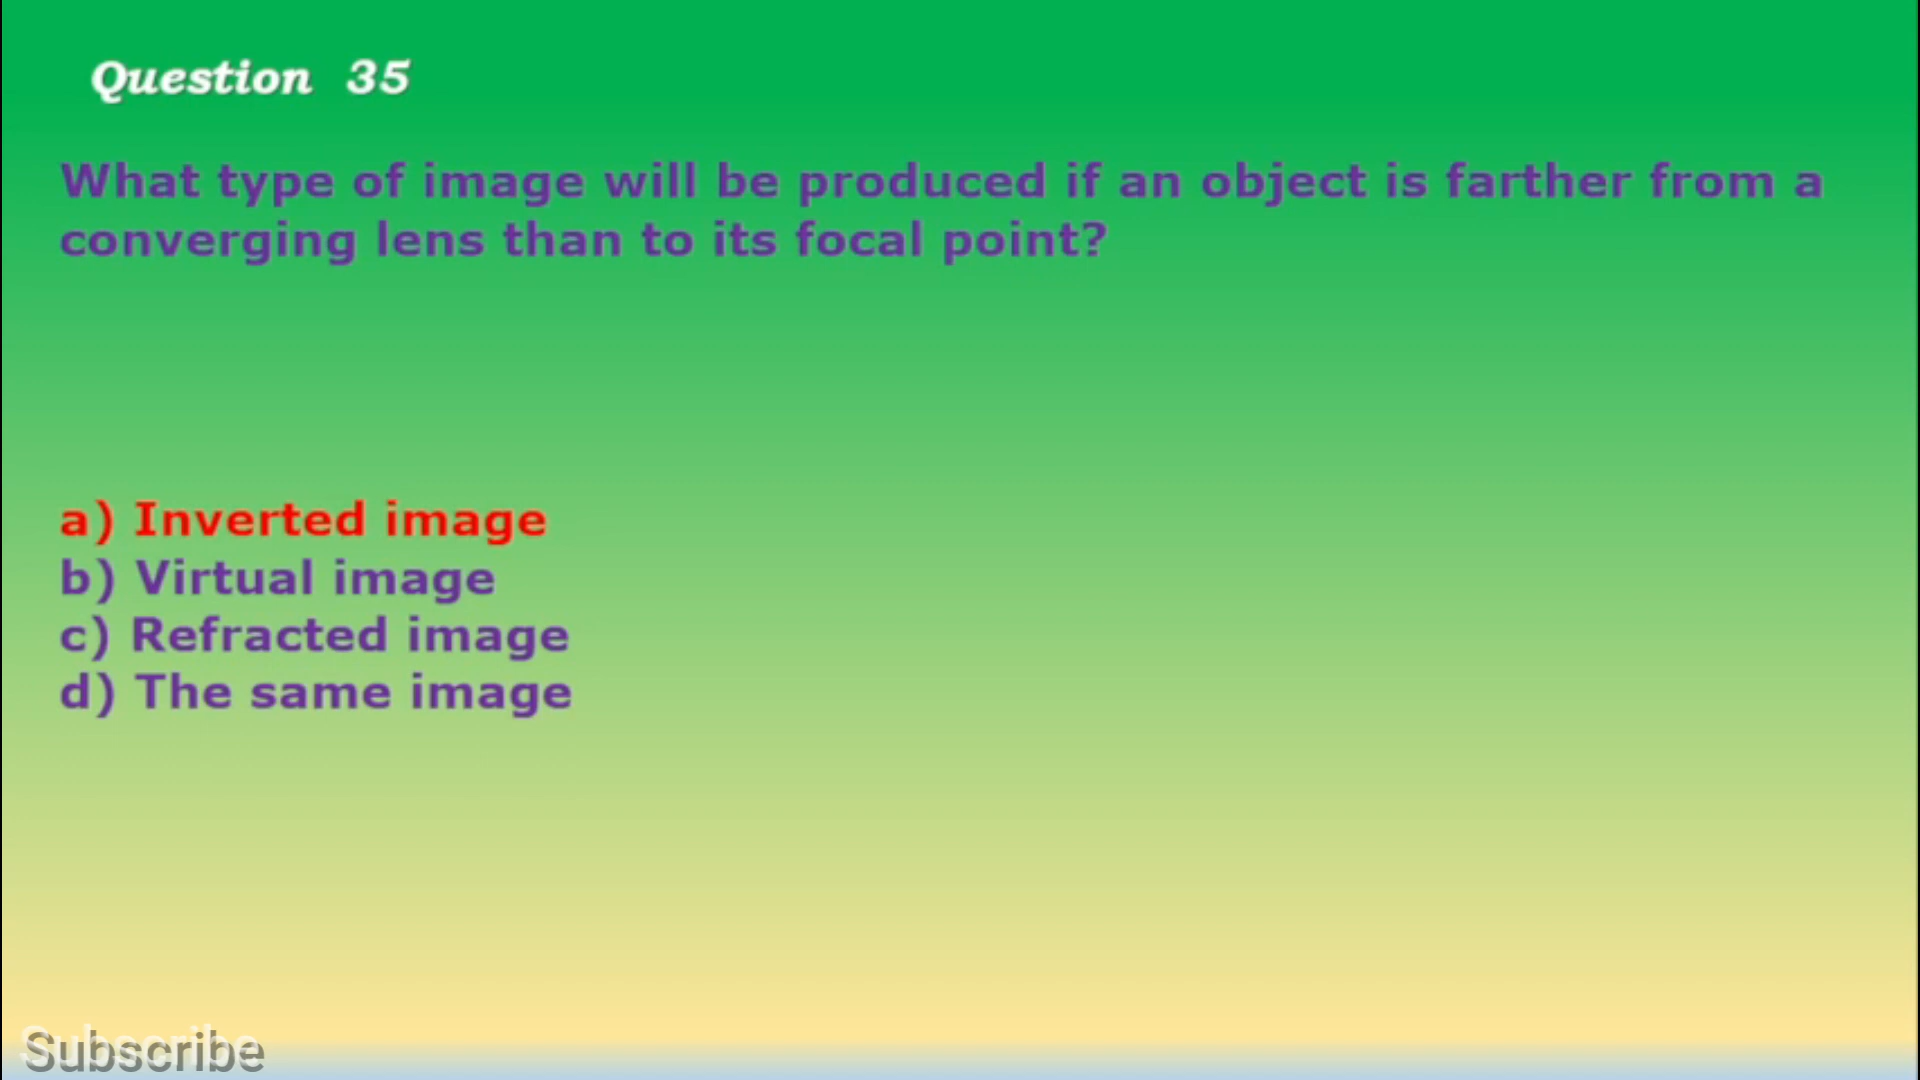 Question 35
What type of image will be produced if an object is farther from a
converging lens than to its focal point?
a) Inverted image
b) Virtual image
c) Refracted image
d) The same image
Subscribe